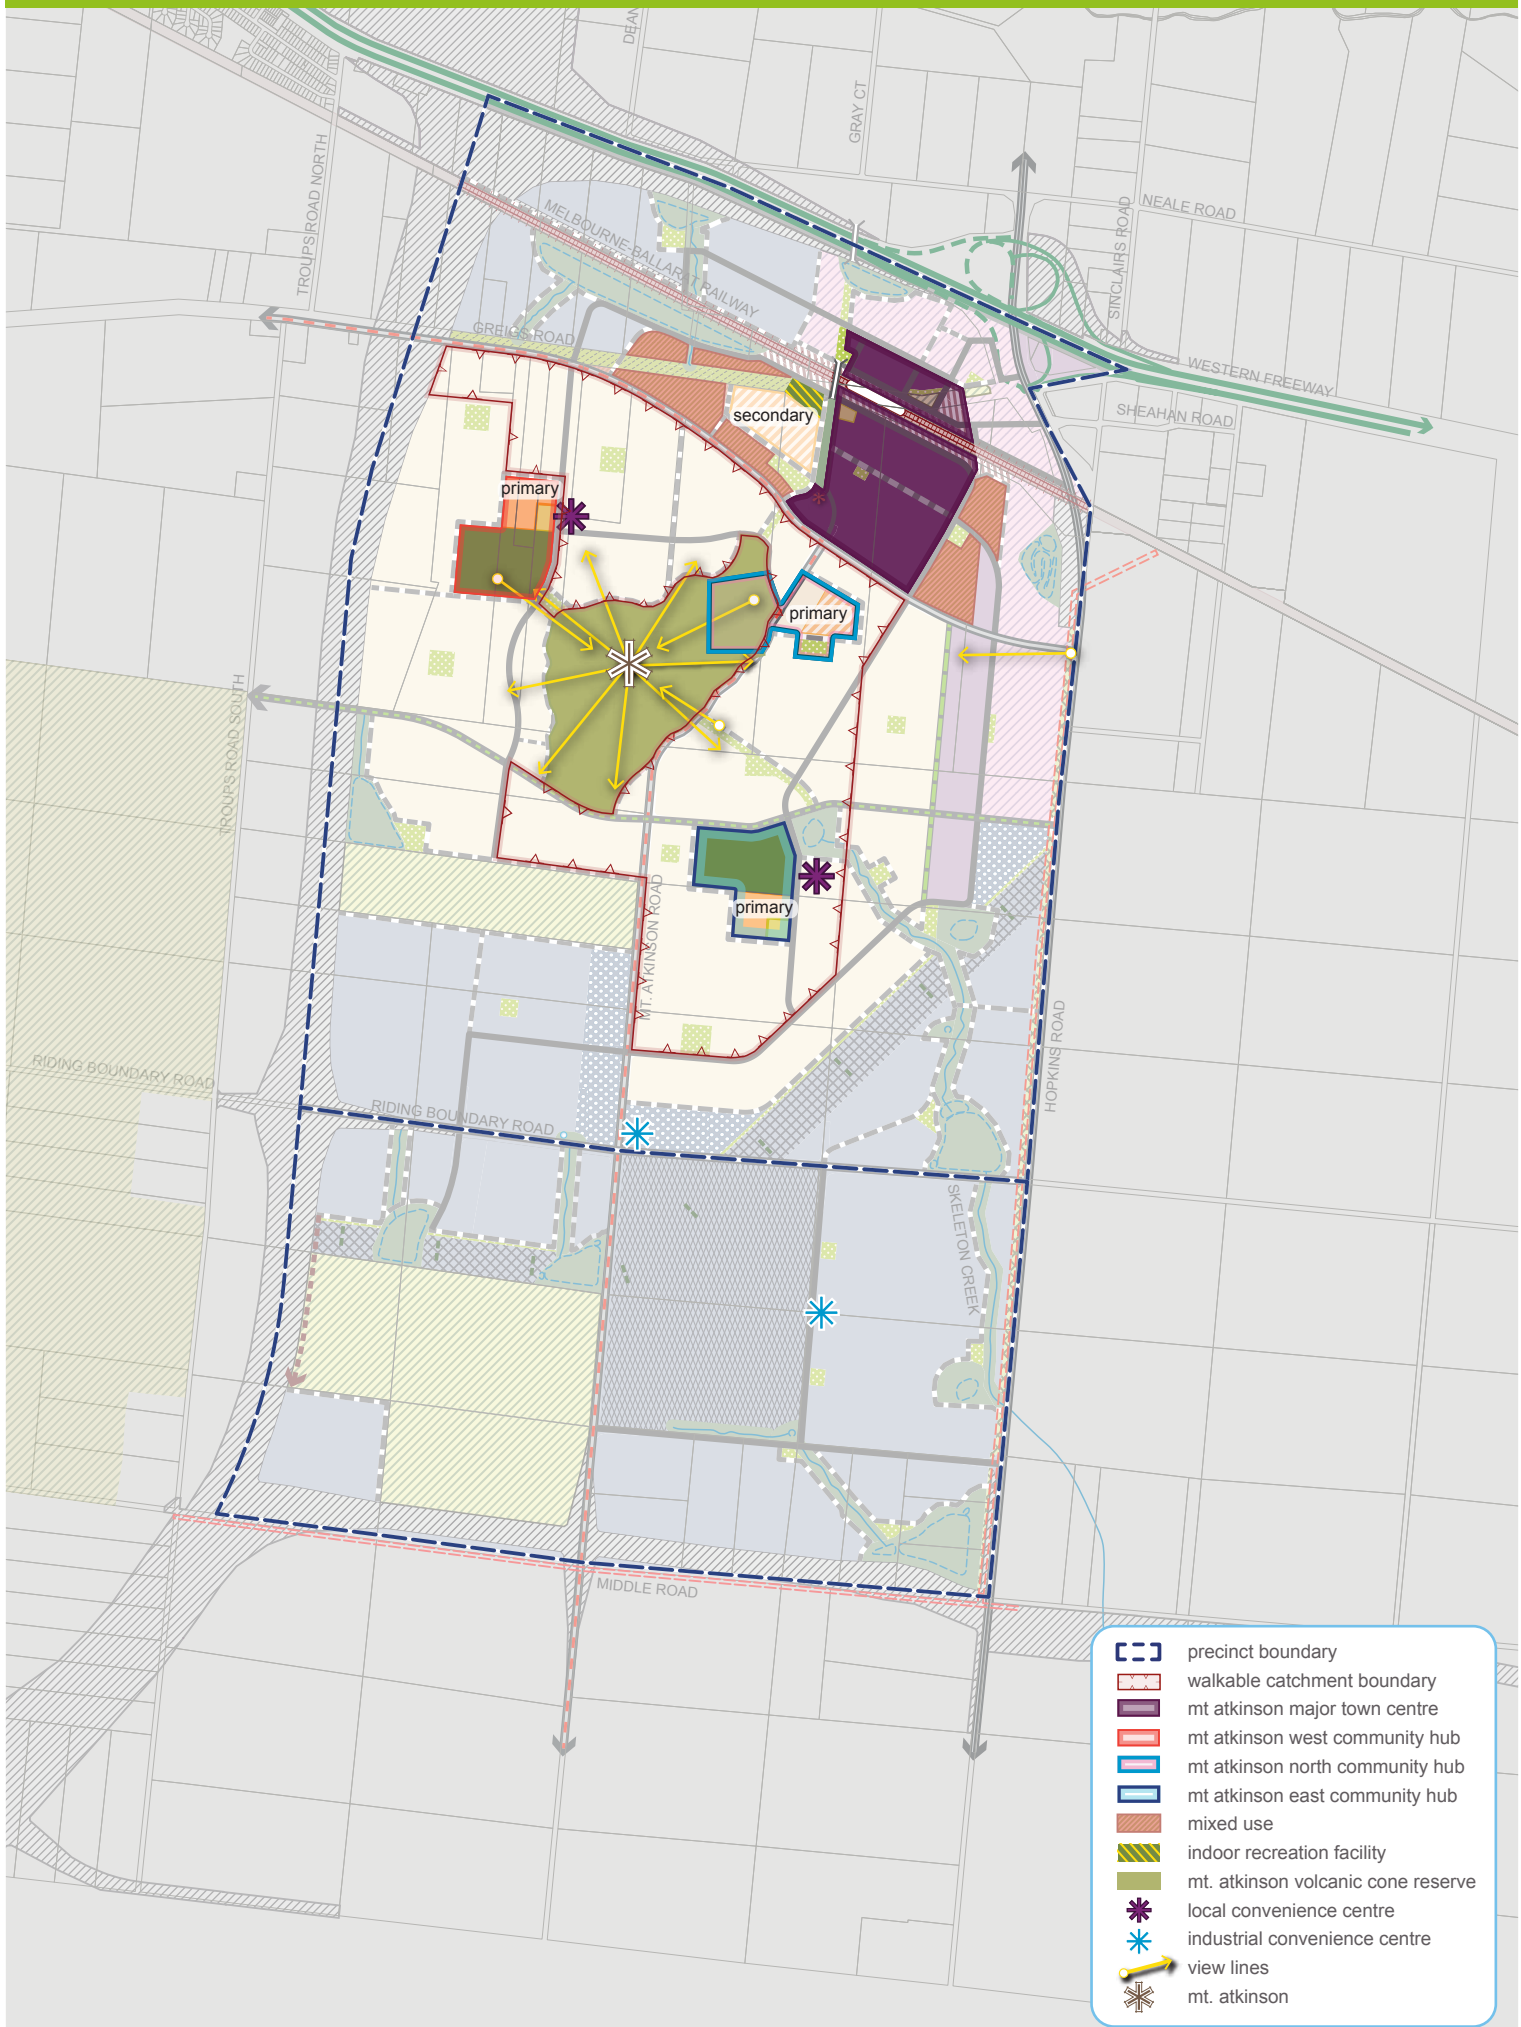 DEAN
GRAY CT
TROUPS ROAD NORTH
NEALE ROAD
SINCLAIRS ROAD
MELBOURNE-BALLARAT RAILWAY
GREIGS ROAD
WESTERN FREEWAY
SHEAHAN ROAD
secondary
primary
primary
TROUPS ROAD SOUTH
primary
MT. ATKINSON ROAD
HOPKINS ROAD
RIDING BOUNDARY ROAD
RIDING BOUNDARY ROAD
SKELETON CREEK
MIDDLE ROAD
precinct boundary
walkable catchment boundary
mt atkinson major town centre
mt atkinson west community hub
mt atkinson north community hub
mt atkinson east community hub
mixed use
indoor recreation facility
mt. atkinson volcanic cone reserve
local convenience centre
industrial convenience centre
view lines
mt. atkinson